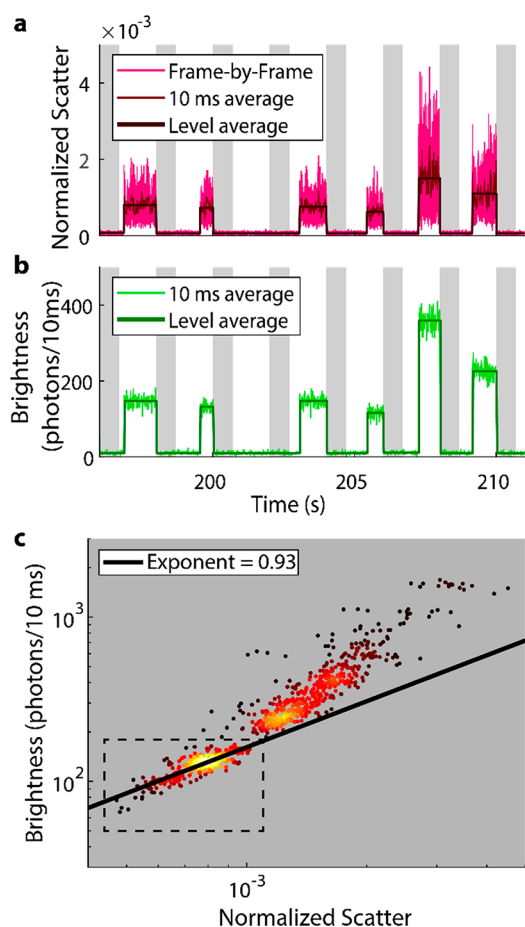 a
×10⁻³
Normalized Scatter
4
2
0
Frame-by-Frame
10 ms average
Level average
b
Brightness
(photons/10ms)
400
200
0
10 ms average
Level average
200
205
210
Time (s)
c
Brightness (photons/10 ms)
10³
10²
Exponent = 0.93
10⁻³
Normalized Scatter